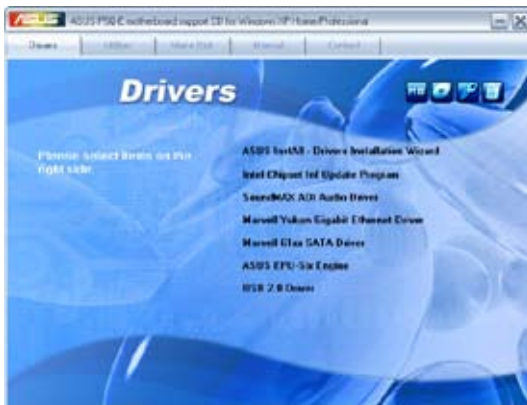 ASUS ASUS P5Q-E motherboard support CD for Windows XP Home/Professional
Drivers Utilities Make Disk Manual Contact
Drivers
Please select items on the right side.
ASUS InstAll - Drivers Installation Wizard
Intel Chipset Inf Update Program
SoundMAX ADI Audio Driver
Marvell Yukon Gigabit Ethernet Driver
Marvell 61xx SATA Driver
ASUS EPU-Six Engine
USB 2.0 Driver